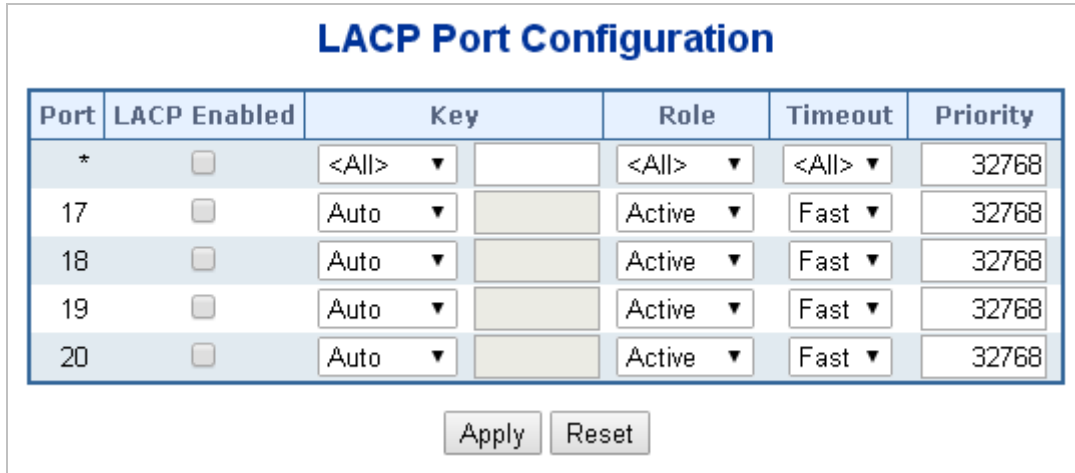 LACP Port Configuration
Port LACP Enabled Key Role Timeout Priority
* <All> <All> <All> 32768
17 Auto Active Fast 32768
18 Auto Active Fast 32768
19 Auto Active Fast 32768
20 Auto Active Fast 32768
Apply Reset